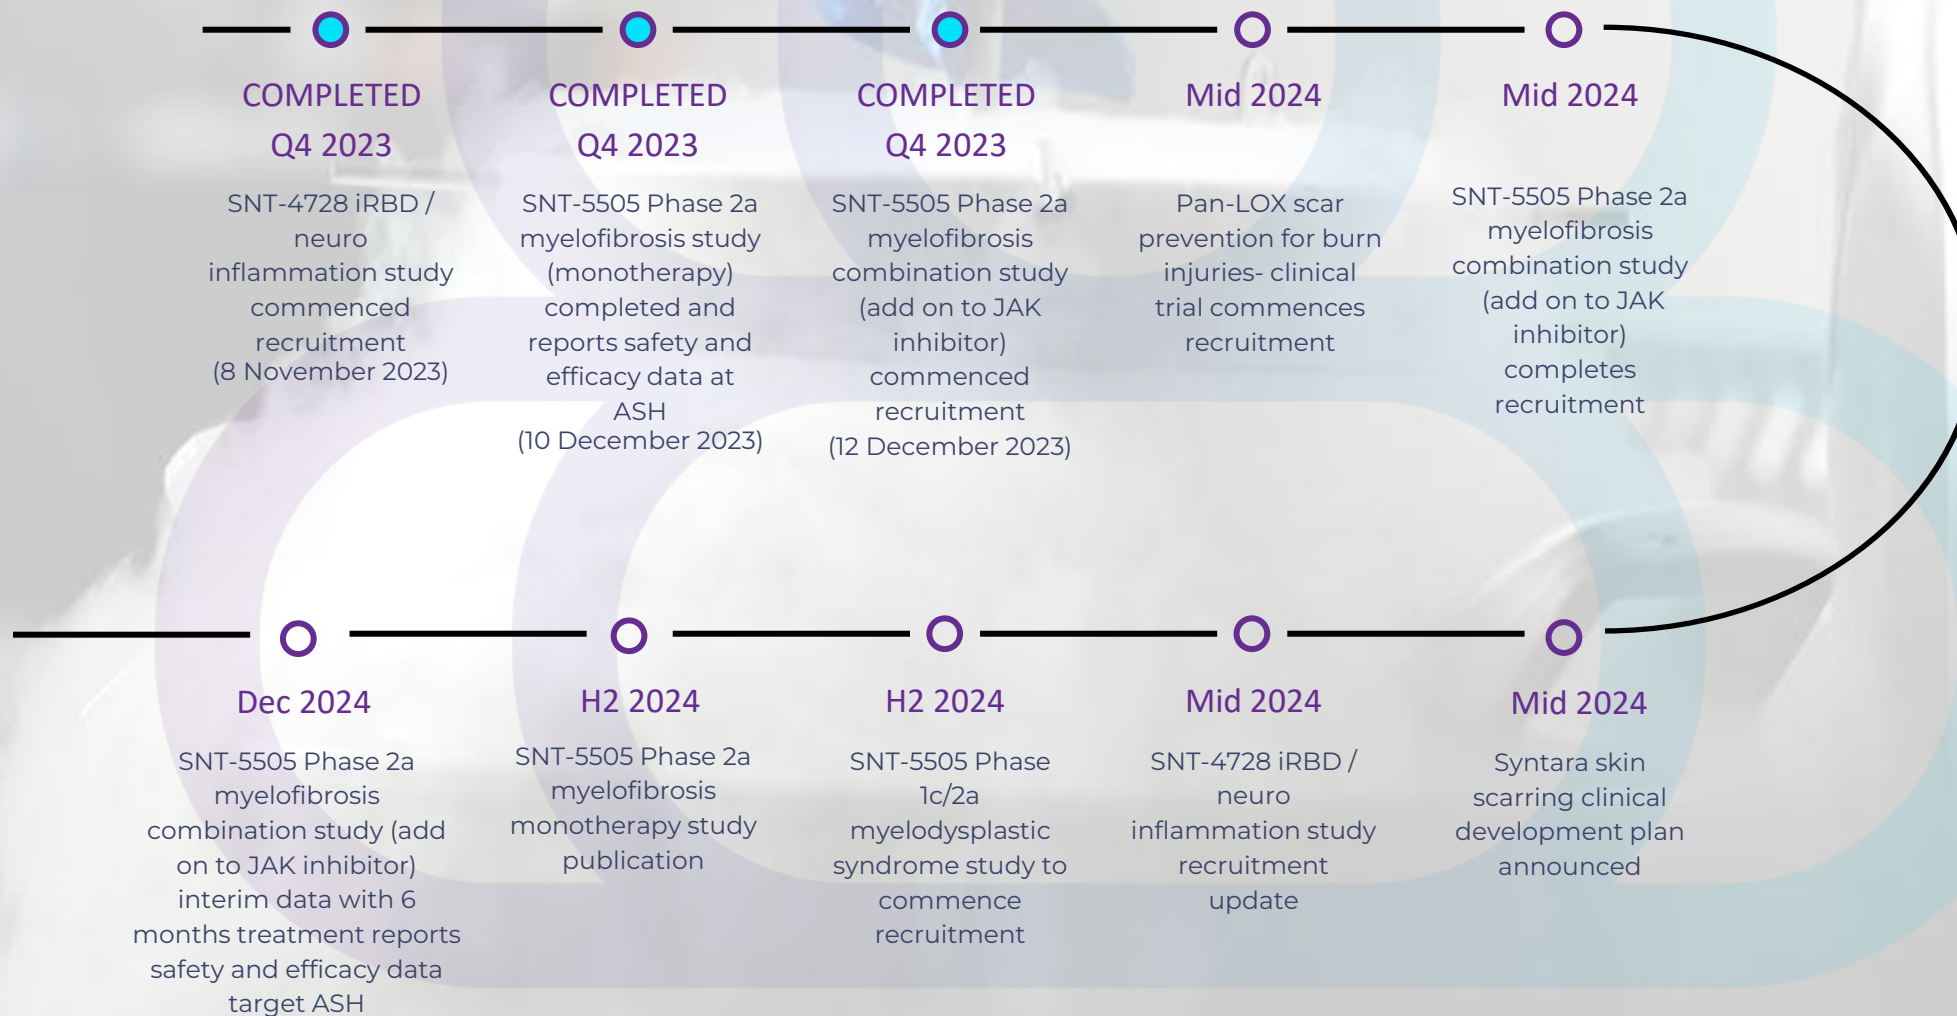 COMPLETED
Q4 2023
SNT-4728 iRBD /
neuro
inflammation study
commenced
recruitment
(8 November 2023)
COMPLETED
Q4 2023
SNT-5505 Phase 2a
myelofibrosis study
(monotherapy)
completed and
reports safety and
efficacy data at
ASH
(10 December 2023)
COMPLETED
Q4 2023
SNT-5505 Phase 2a
myelofibrosis
combination study
(add on to JAK
inhibitor)
commenced
recruitment
(12 December 2023)
Mid 2024
Pan-LOX scar
prevention for burn
injuries- clinical
trial commences
recruitment
Mid 2024
SNT-5505 Phase 2a
myelofibrosis
combination study
(add on to JAK
inhibitor)
completes
recruitment
Dec 2024
SNT-5505 Phase 2a
myelofibrosis
combination study (add
on to JAK inhibitor)
interim data with 6
months treatment reports
safety and efficacy data
target ASH
H2 2024
SNT-5505 Phase 2a
myelofibrosis
monotherapy study
publication
H2 2024
SNT-5505 Phase
1c/2a
myelodysplastic
syndrome study to
commence
recruitment
Mid 2024
SNT-4728 iRBD /
neuro
inflammation study
recruitment
update
Mid 2024
Syntara skin
scarring clinical
development plan
announced